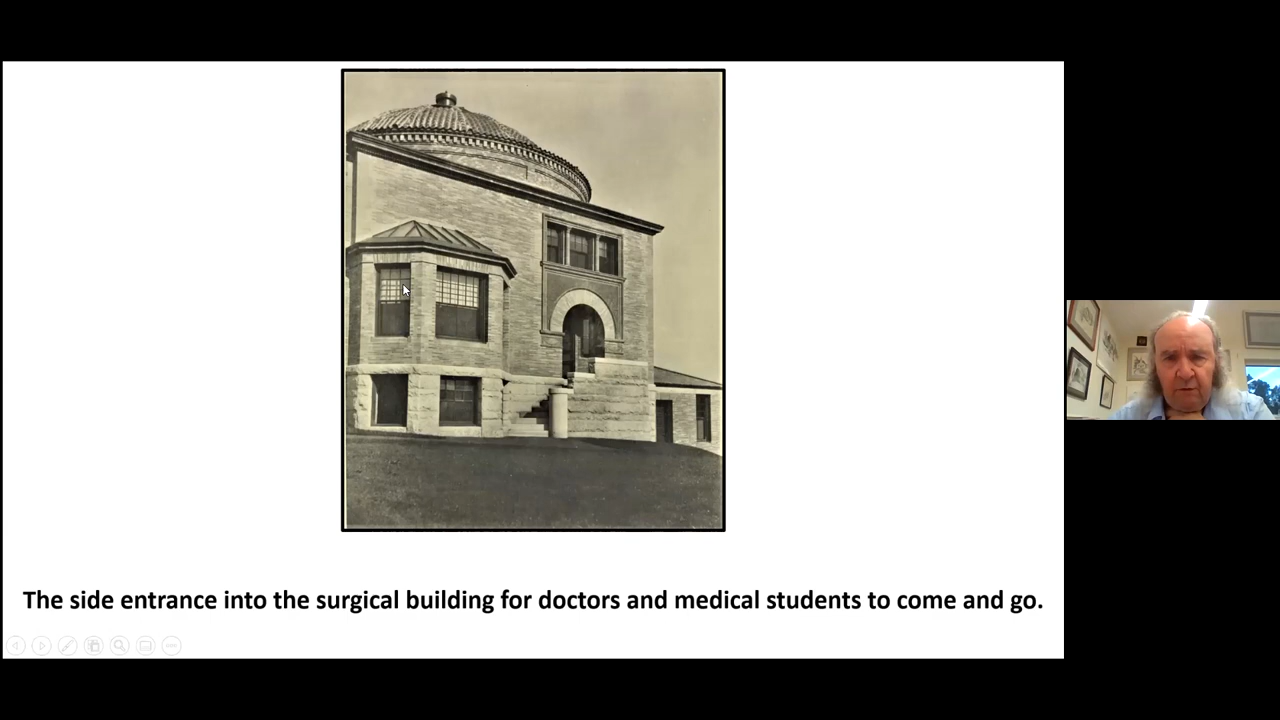 The side entrance into the surgical building for doctors and medical students to come and go.